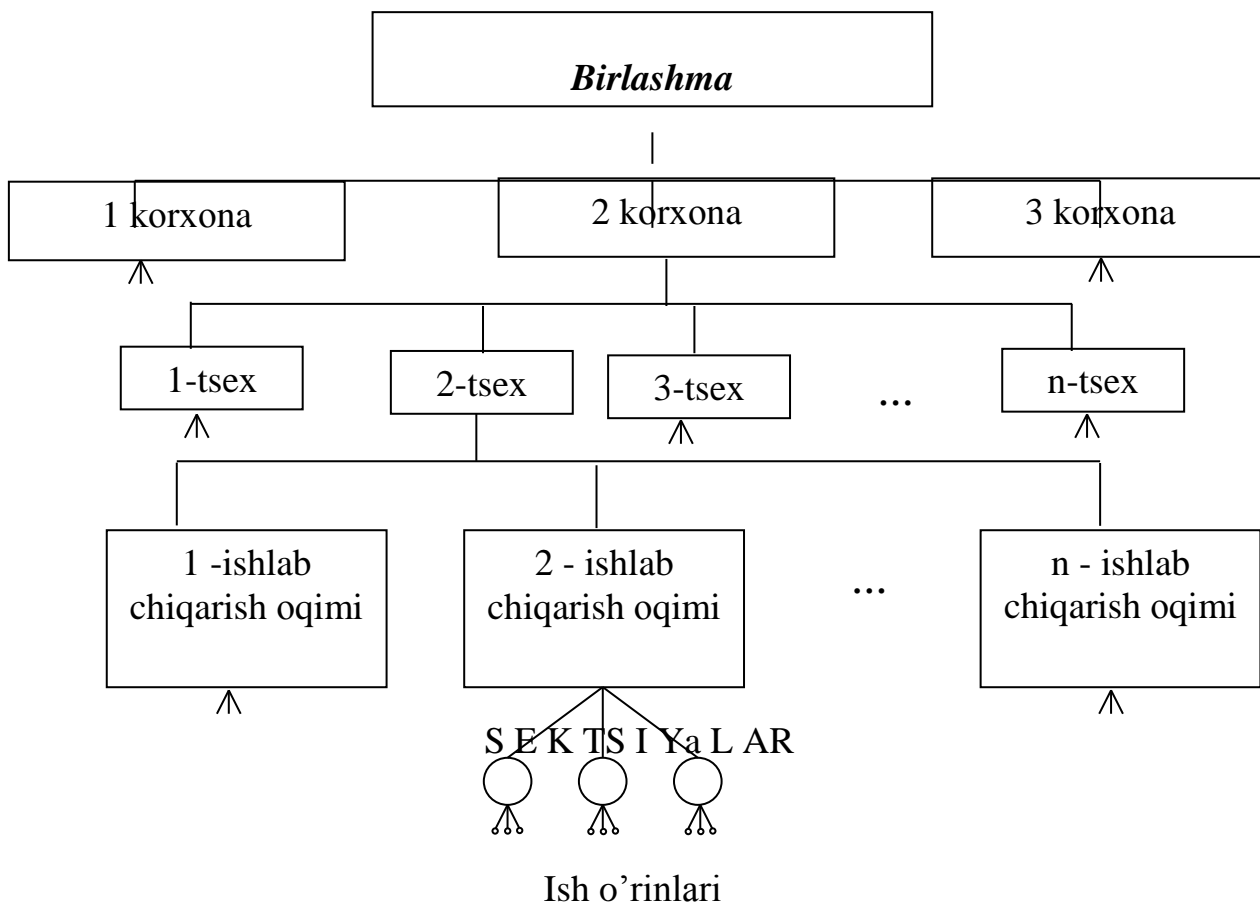 Birlashma
1 korxona
2 korxona
3 korxona
1-tsex
2-tsex
3-tsex
...
n-tsex
1 -ishlab
chiqarish oqimi
2 - ishlab
chiqarish oqimi
...
n - ishlab
chiqarish oqimi
S E K TS I Ya L AR
Ish o’rinlari